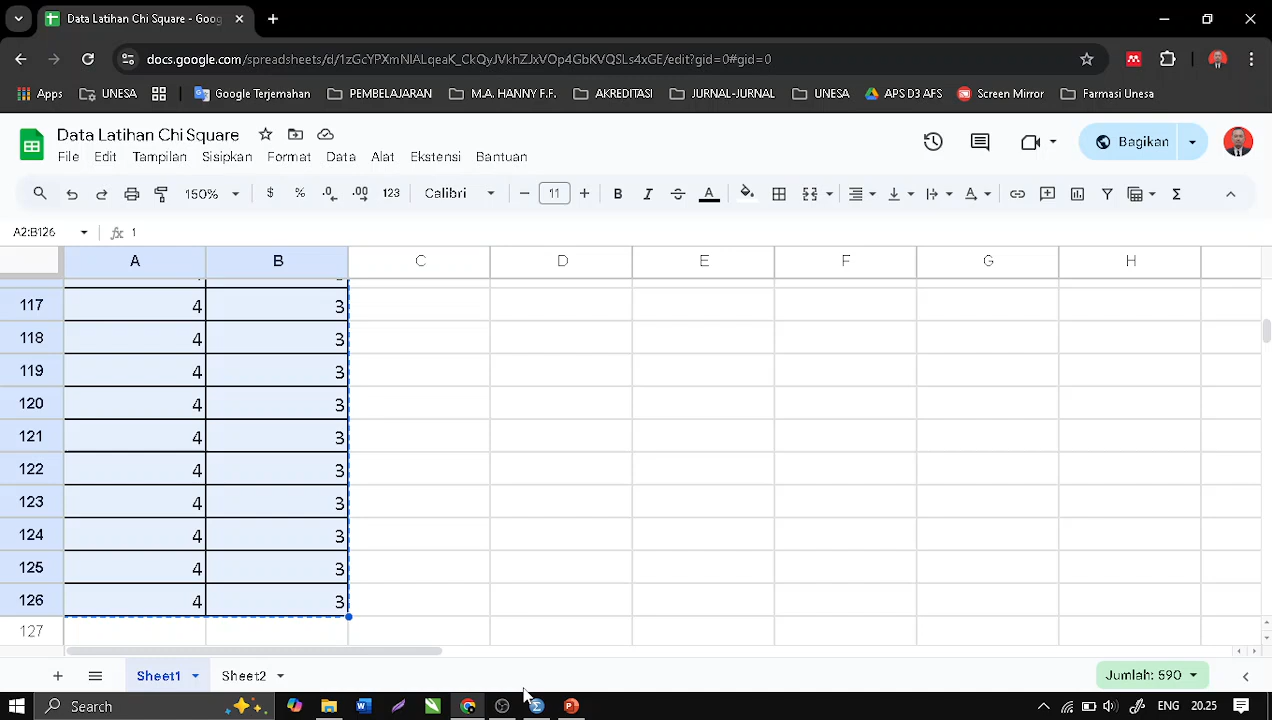 Data Latihan Chi Square - Goog
docs.google.com/spreadsheets/d/1zGcYPXmNIALqeaK_CkQyJVihZJxVOp4GbKVQSLs4xGE/edit?gid=0#gid=0
Apps UNESA Google Terjemahan PEMBELAJARAN M.A. HANNY F.F. AKREDITASI JURNAL-JURNAL UNESA APS D3 AFS Screen Mirror Farmasi Unesa
Data Latihan Chi Square
Bagikan
File Edit Tampilan Sisipkan Format Data Alat Ekstensi Bantuan
150% $ % .0 .00 123 Calibri 11 B I S A
A2:B126 fx 1
A B C D E F G H
117 4 3
118 4 3
119 4 3
120 4 3
121 4 3
122 4 3
123 4 3
124 4 3
125 4 3
126 4 3
127
Sheet1 Sheet2 Jumlah: 590
Search ENG 20.25